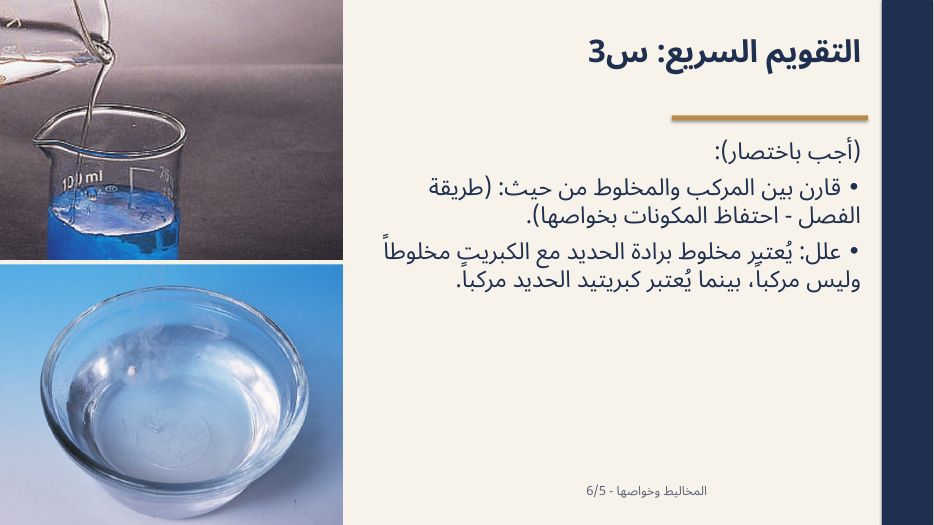 التقويم السريع: س3
(أجب باختصار):
• قارن بين المركب والمخلوط من حيث: (طريقة
الفصل - احتفاظ المكونات بخواصها).
• علل: يُعتبر مخلوط برادة الحديد مع الكبريت مخلوطاً
وليس مركباً، بينما يُعتبر كبريتيد الحديد مركباً.
100 ml
المخاليط وخواصها - 6/5